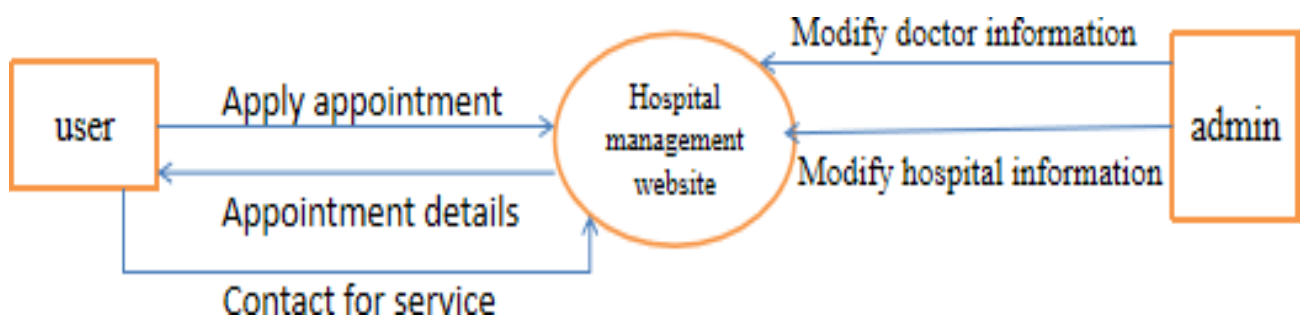 Modify doctor information
user
Apply appointment
Hospital
management
website
admin
Modify hospital information
Appointment details
Contact for service